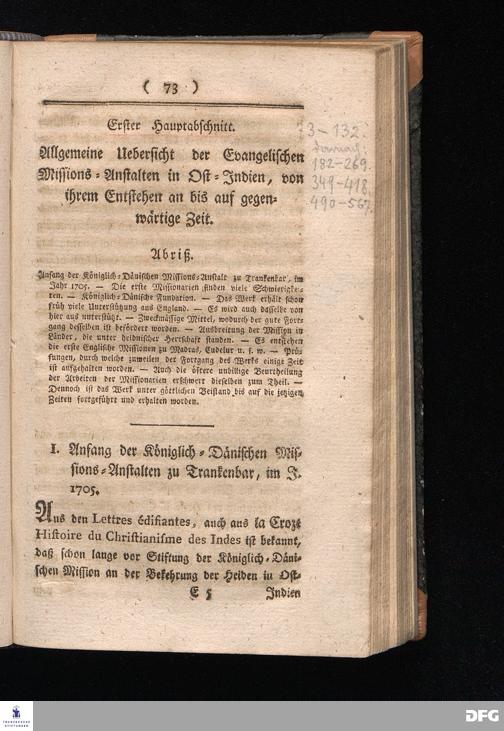 ( 73 )
Erster Hauptabschnitt.
Allgemeine Uebersicht der Evangelischen
Missions-Anstalten in Ost-Indien, von
ihrem Entstehen an bis auf gegen-
wärtige Zeit.
3-132.
182-269.
349-418.
490-567.
Abriß.
Anfang der Königlich-Dänischen Missions-Anstalt zu Trankenbar, im
Jahr 1705. — Die erste Missionarien finden viele Schwierigkei-
ten. — Königlich-Dänische Fundation. — Das Werk erhält schon
früh viele Unterstützung aus England. — Es wird auch dasselbe von
hier aus unterstützt. — Zweckmässige Mittel, wodurch der gute Fort-
gang desselben ist befördert worden. — Ausbreitung der Mission in
Länder, die unter heidnischer Herrschaft standen. — Es entstehen
die erste Englische Missionen zu Madras, Cudelur u. s. w. — Prü-
fungen, durch welche zuweilen der Fortgang des Werks einige Zeit
ist aufgehalten worden. — Auch die öftere unbillige Beurtheilung
der Arbeiten der Missionarien erschwert dieselben zum Theil. —
Dennoch ist das Werk unter göttlichen Beistand bis auf die jetzigen
Zeiten fortgeführt und erhalten worden.
1. Anfang der Königlich-Dänischen Mis-
sions-Anstalten zu Trankenbar, im J.
1705.
Aus den Lettres édifiantes, auch aus la Croze
Histoire du Christianisme des Indes ist bekannt,
daß schon lange vor Stiftung der Königlich-Däni-
schen Mission an der Bekehrung der Heiden in Ost-
E 5 Indien
FRANCKESCHE
STIFTUNGEN
DFG